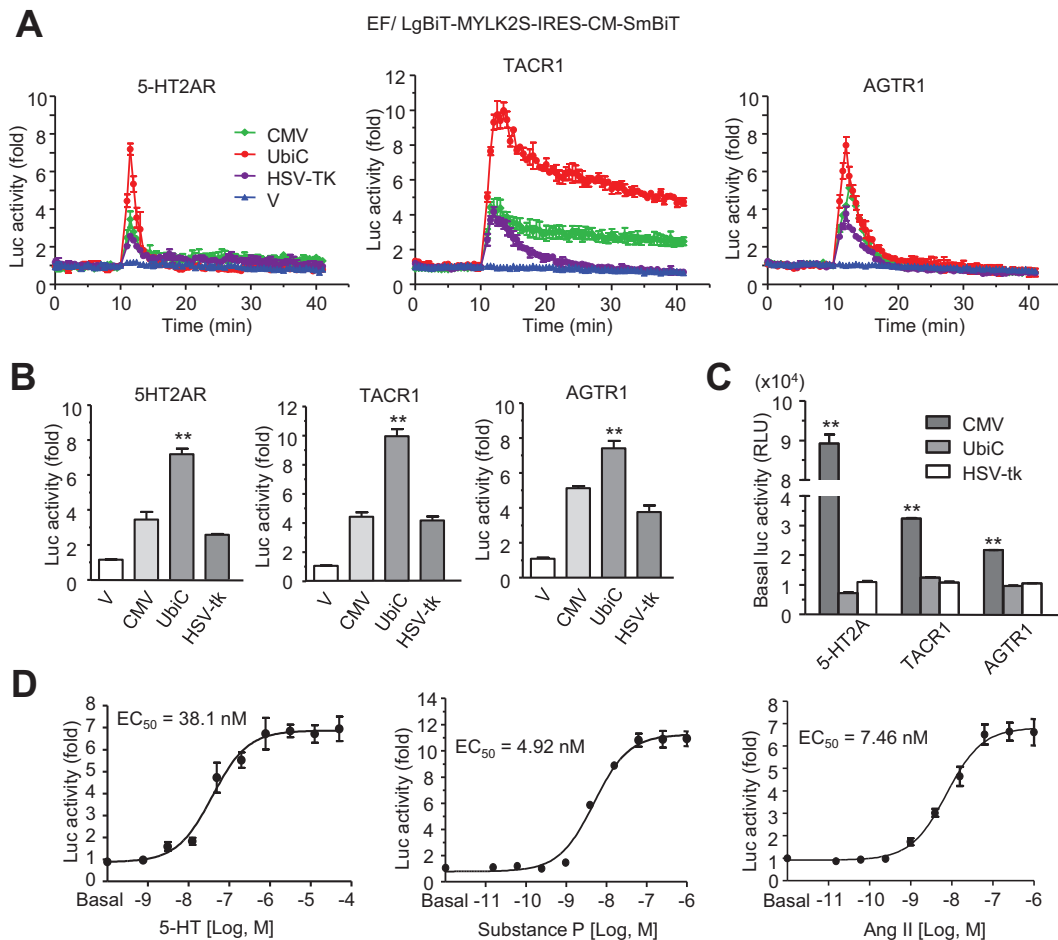 A
EF/ LgBiT-MYLK2S-IRES-CM-SmBiT
5-HT2AR
Luc activity (fold)
10
8
6
4
2
0
0 10 20 30 40
Time (min)
CMV
UbiC
HSV-TK
V
TACR1
Luc activity (fold)
12
10
8
6
4
2
0
0 10 20 30 40
Time (min)
AGTR1
Luc activity (fold)
10
8
6
4
2
0
0 10 20 30 40
Time (min)
B
5HT2AR
Luc activity (fold)
10
8
6
4
2
0
**
V CMV UbiC HSV-tk
TACR1
Luc activity (fold)
12
10
8
6
4
2
0
**
V CMV UbiC HSV-tk
AGTR1
Luc activity (fold)
10
8
6
4
2
0
**
V CMV UbiC HSV-tk
C
(x10⁴)
Basal luc activity (RLU)
10
9
8
4
3
2
1
0
**
**
**
CMV
UbiC
HSV-tk
5-HT2A TACR1 AGTR1
D
EC₅₀ = 38.1 nM
Luc activity (fold)
8
7
6
5
4
3
2
1
0
Basal -9 -8 -7 -6 -5 -4
5-HT [Log, M]
EC₅₀ = 4.92 nM
Luc activity (fold)
14
12
10
8
6
4
2
0
Basal -11 -10 -9 -8 -7 -6
Substance P [Log, M]
EC₅₀ = 7.46 nM
Luc activity (fold)
8
7
6
5
4
3
2
1
0
Basal -11 -10 -9 -8 -7 -6
Ang II [Log, M]